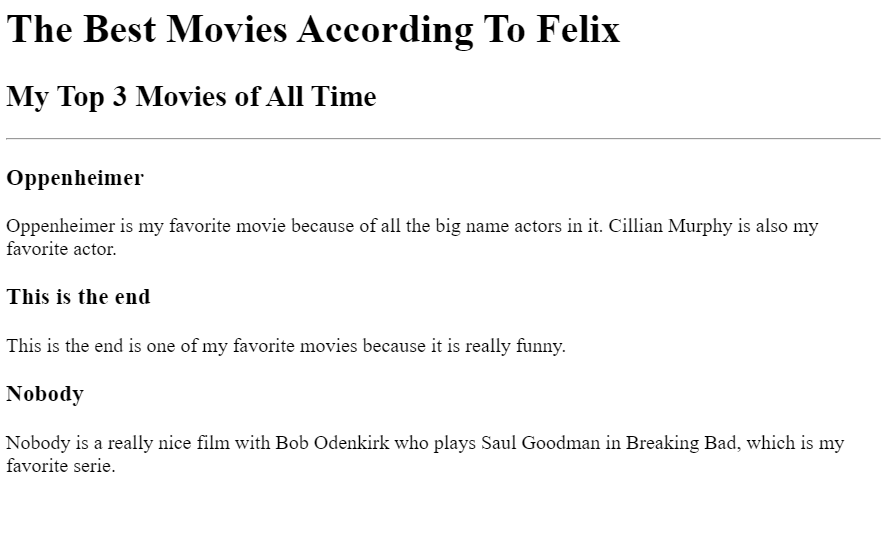 The Best Movies According To Felix
My Top 3 Movies of All Time
Oppenheimer
Oppenheimer is my favorite movie because of all the big name actors in it. Cillian Murphy is also my
favorite actor.
This is the end
This is the end is one of my favorite movies because it is really funny.
Nobody
Nobody is a really nice film with Bob Odenkirk who plays Saul Goodman in Breaking Bad, which is my
favorite serie.